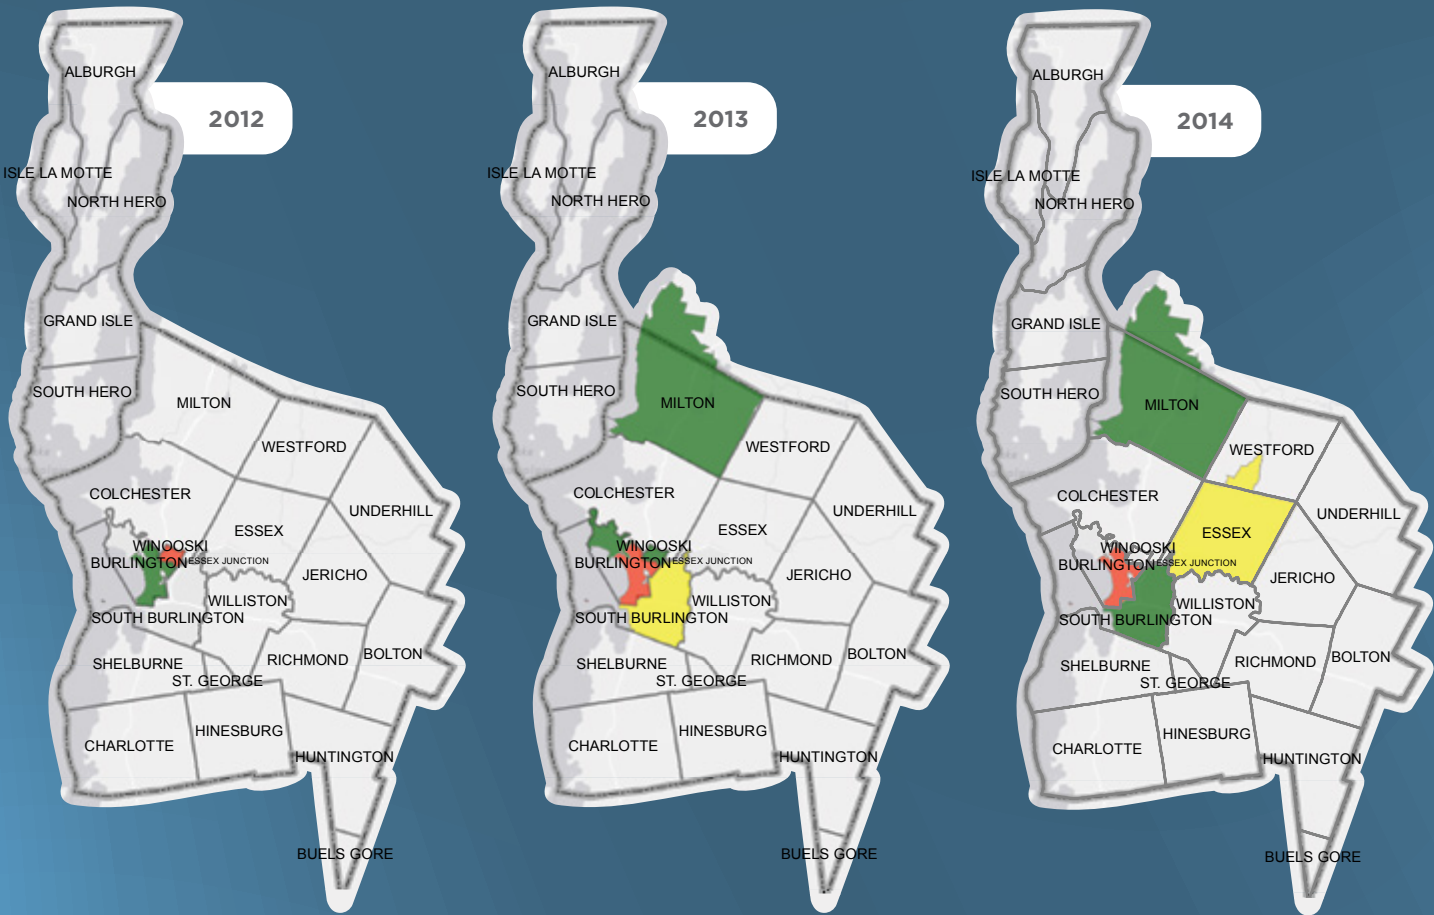 2012
ALBURGH
ISLE LA MOTTE
NORTH HERO
GRAND ISLE
SOUTH HERO
MILTON
WESTFORD
COLCHESTER
UNDERHILL
ESSEX
WINOOSKI
BURLINGTON
ESSEX JUNCTION
JERICHO
WILLISTON
SOUTH BURLINGTON
SHELBURNE
RICHMOND
BOLTON
ST. GEORGE
HINESBURG
CHARLOTTE
HUNTINGTON
BUELS GORE
2013
ALBURGH
ISLE LA MOTTE
NORTH HERO
GRAND ISLE
SOUTH HERO
MILTON
WESTFORD
COLCHESTER
UNDERHILL
ESSEX
WINOOSKI
BURLINGTON
ESSEX JUNCTION
JERICHO
WILLISTON
SOUTH BURLINGTON
SHELBURNE
RICHMOND
BOLTON
ST. GEORGE
HINESBURG
CHARLOTTE
HUNTINGTON
BUELS GORE
2014
ALBURGH
ISLE LA MOTTE
NORTH HERO
GRAND ISLE
SOUTH HERO
MILTON
WESTFORD
COLCHESTER
UNDERHILL
ESSEX
WINOOSKI
BURLINGTON
ESSEX JUNCTION
JERICHO
WILLISTON
SOUTH BURLINGTON
SHELBURNE
RICHMOND
BOLTON
ST. GEORGE
HINESBURG
CHARLOTTE
HUNTINGTON
BUELS GORE